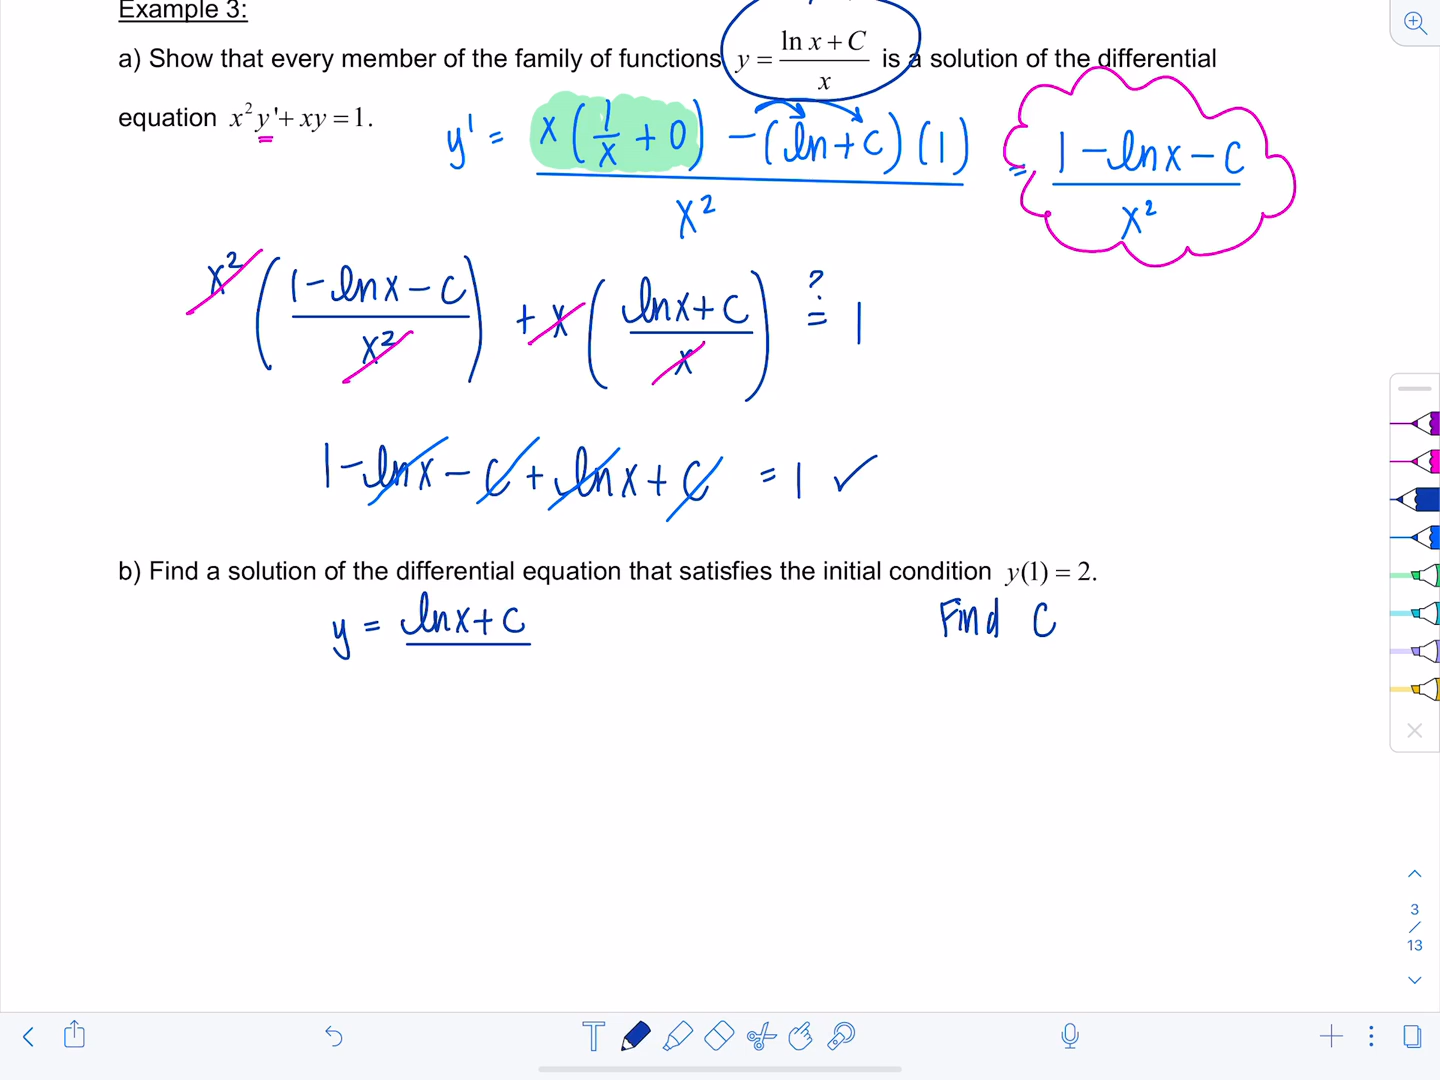 Example 3:
a) Show that every member of the family of functions y = (ln x + C)/x is a solution of the differential
equation x²y'+ xy = 1.
y' = (x(1/x + 0) - (ln + C)(1))/x² = (1 - ln x - C)/x²
x²((1 - ln x - C)/x²) + x((ln x + C)/x) ≟ 1
1 - ln x - C + ln x + C = 1 ✓
b) Find a solution of the differential equation that satisfies the initial condition y(1) = 2.
y = ln x + C
Find C
3
/
13
T